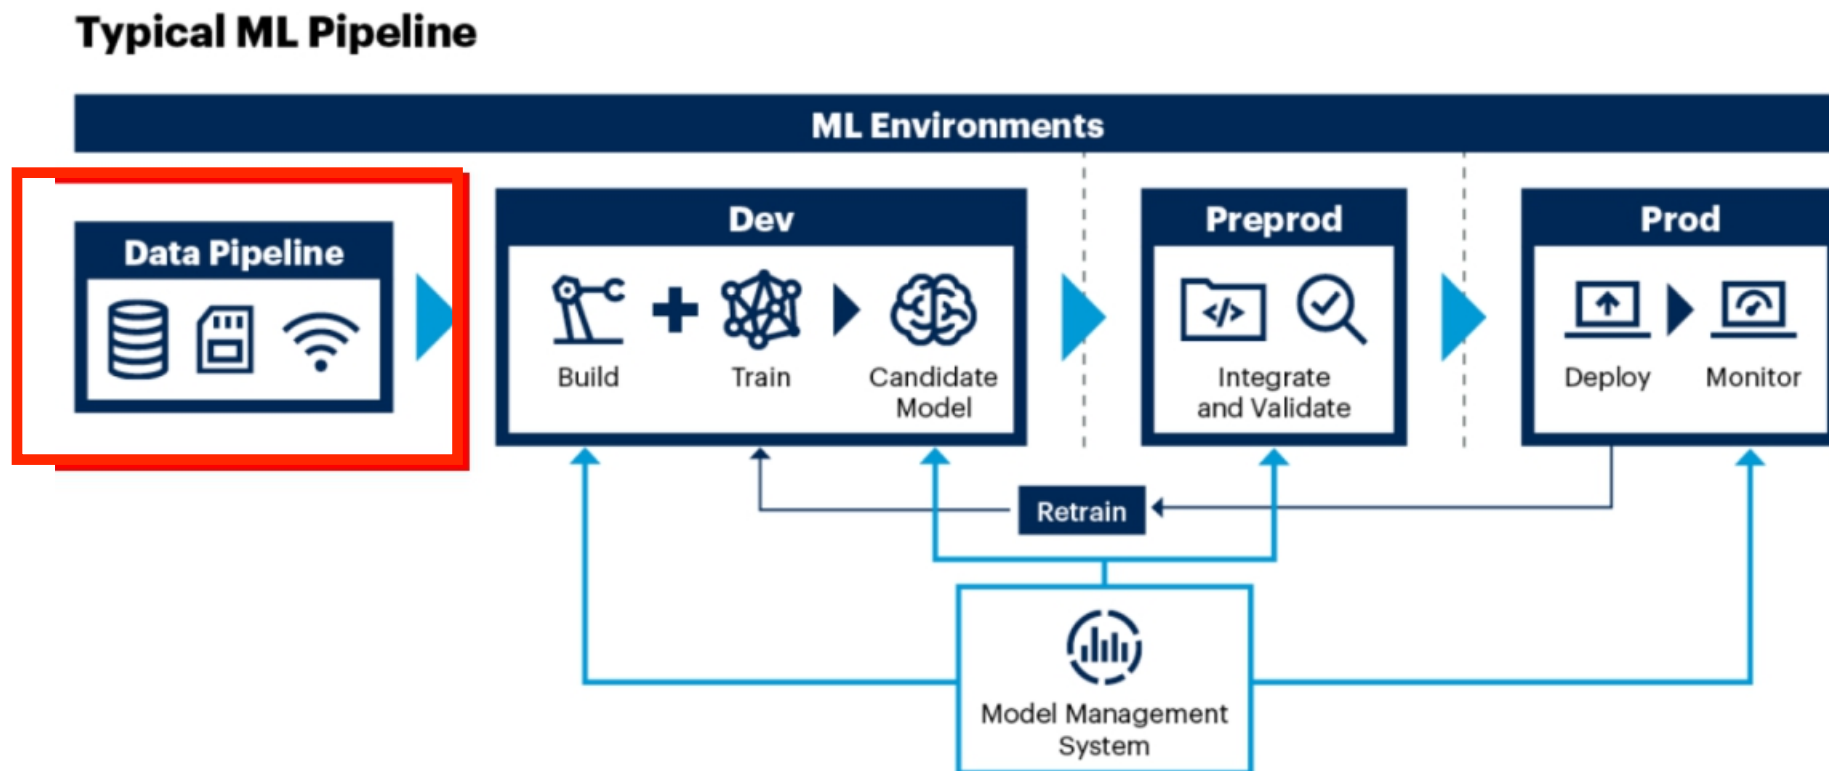 Typical ML Pipeline
ML Environments
Data Pipeline
Dev
Build
Train
Candidate
Model
Preprod
</>
Integrate
and Validate
Prod
Deploy
Monitor
Retrain
Model Management
System